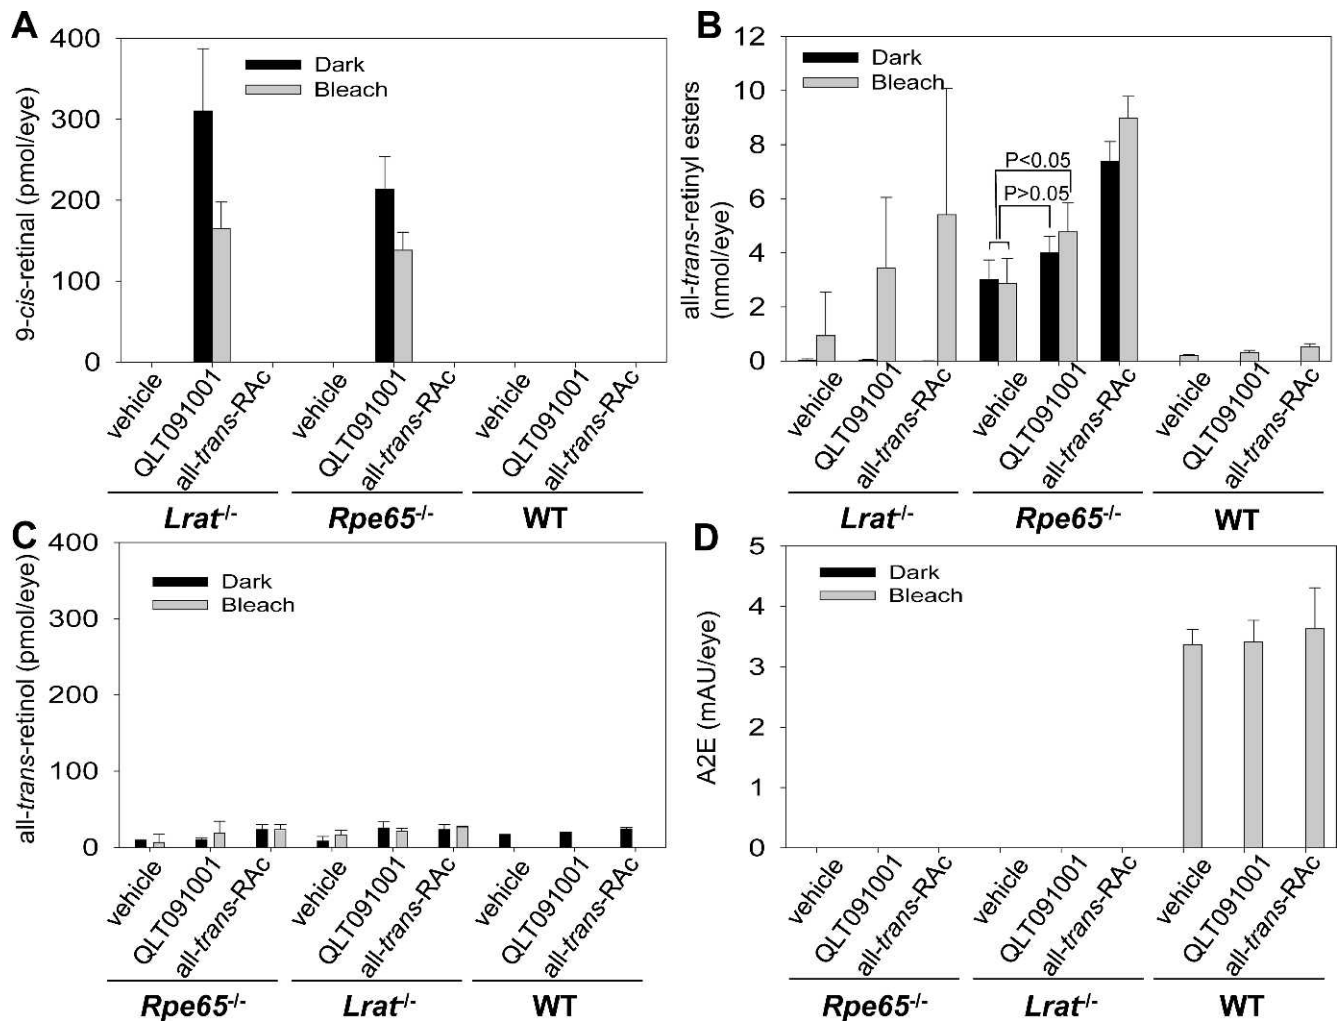 A
9-cis-retinal (pmol/eye)
400
300
200
100
0
Dark
Bleach
vehicle
QLT091001
all-trans-RAc
vehicle
QLT091001
all-trans-RAc
vehicle
QLT091001
all-trans-RAc
Lrat-/-
Rpe65-/-
WT
B
all-trans-retinyl esters
(nmol/eye)
12
10
8
6
4
2
0
Dark
Bleach
P<0.05
P>0.05
vehicle
QLT091001
all-trans-RAc
vehicle
QLT091001
all-trans-RAc
vehicle
QLT091001
all-trans-RAc
Lrat-/-
Rpe65-/-
WT
C
all-trans-retinol (pmol/eye)
400
300
200
100
0
Dark
Bleach
vehicle
QLT091001
all-trans-RAc
vehicle
QLT091001
all-trans-RAc
vehicle
QLT091001
all-trans-RAc
Rpe65-/-
Lrat-/-
WT
D
A2E (mAU/eye)
5
4
3
2
1
0
Dark
Bleach
vehicle
QLT091001
all-trans-RAc
vehicle
QLT091001
all-trans-RAc
vehicle
QLT091001
all-trans-RAc
Rpe65-/-
Lrat-/-
WT